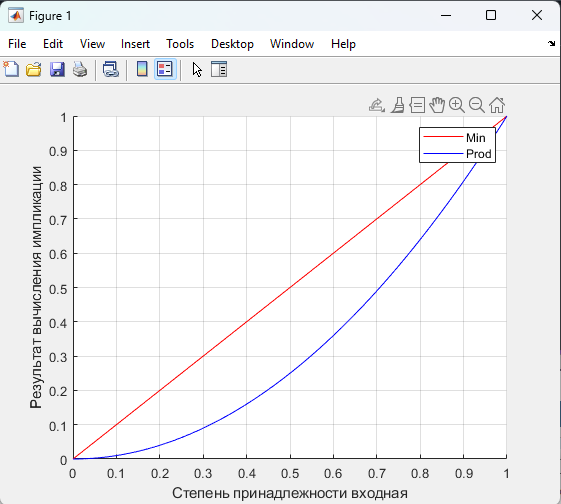 Figure 1
File Edit View Insert Tools Desktop Window Help
Min
Prod
1
0.9
0.8
0.7
0.6
0.5
0.4
0.3
0.2
0.1
0
Результат вычисления импликации
0 0.1 0.2 0.3 0.4 0.5 0.6 0.7 0.8 0.9 1
Степень принадлежности входная